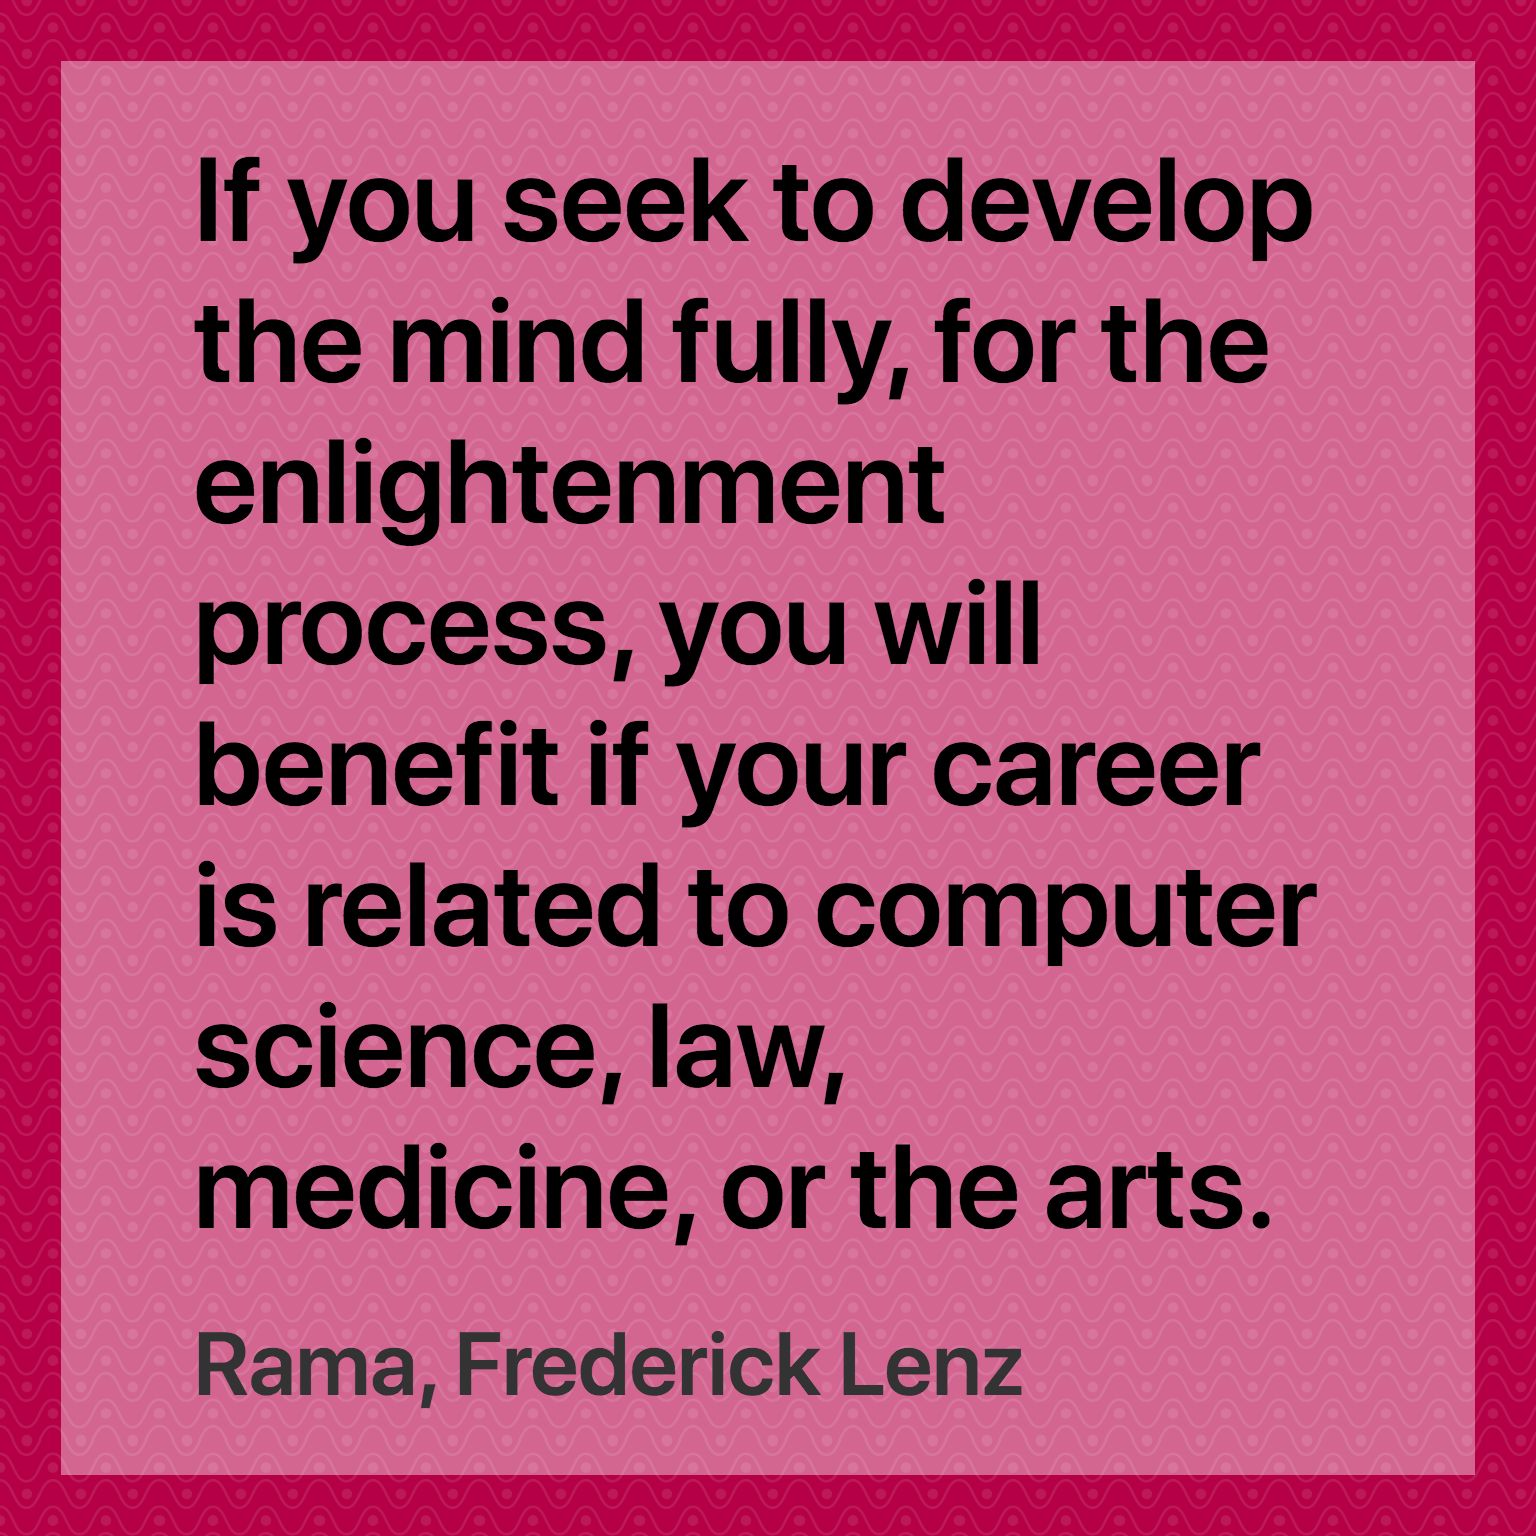 If you seek to develop
the mind fully, for the
enlightenment
process, you will
benefit if your career
is related to computer
science, law,
medicine, or the arts.
Rama, Frederick Lenz